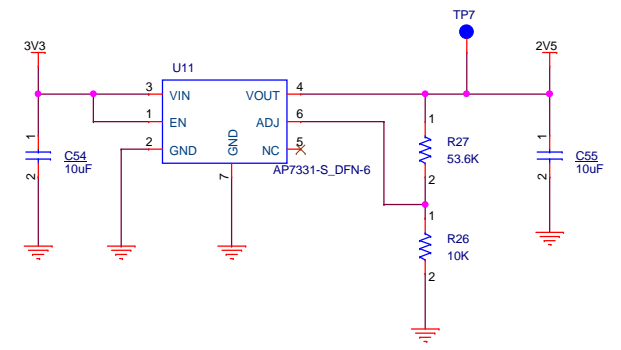 TP7
3V3
2V5
U11
3
VIN
VOUT
4
1
EN
ADJ
6
2
GND
GND
NC
5
7
AP7331-S_DFN-6
1
C54
10uF
2
1
R27
53.6K
2
1
R26
10K
2
1
C55
10uF
2